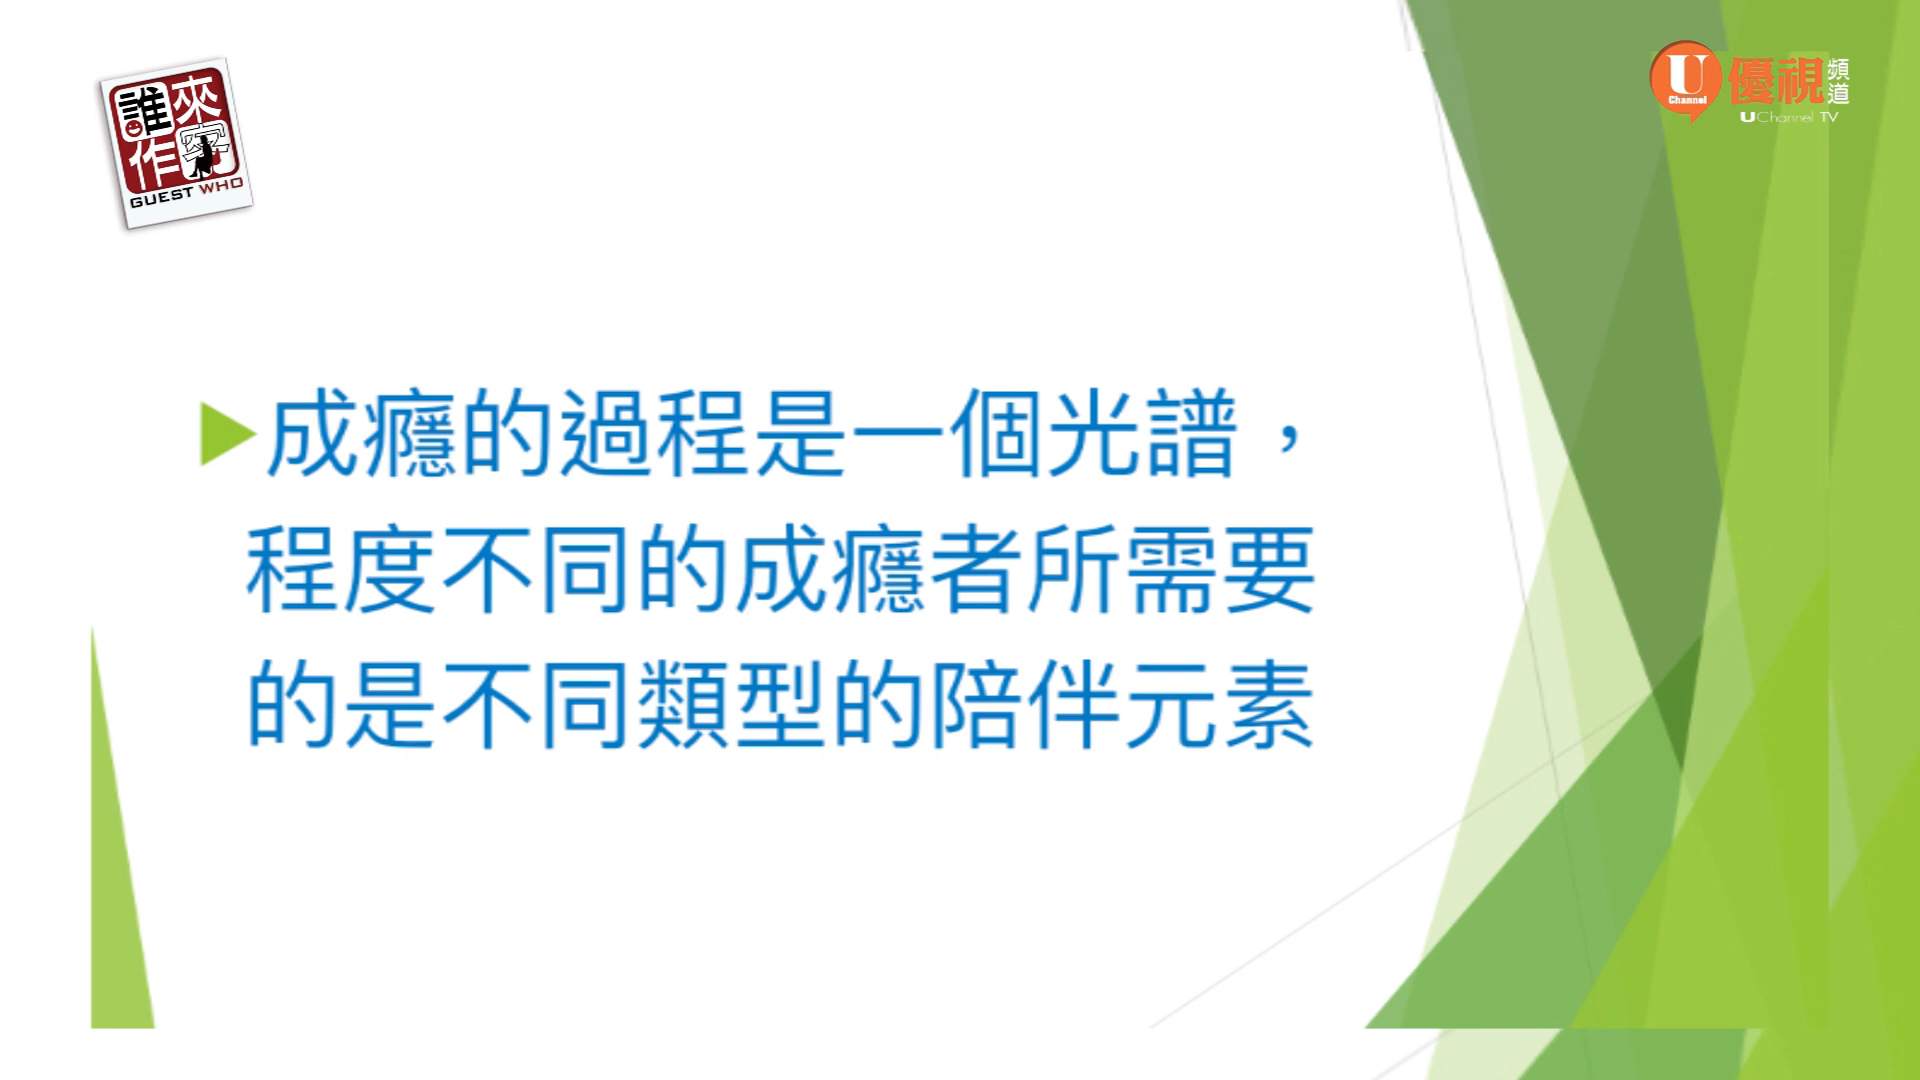 誰來
作客
GUEST WHO
U Channel
優視頻道
UChannel TV
成癮的過程是一個光譜，
程度不同的成癮者所需要
的是不同類型的陪伴元素